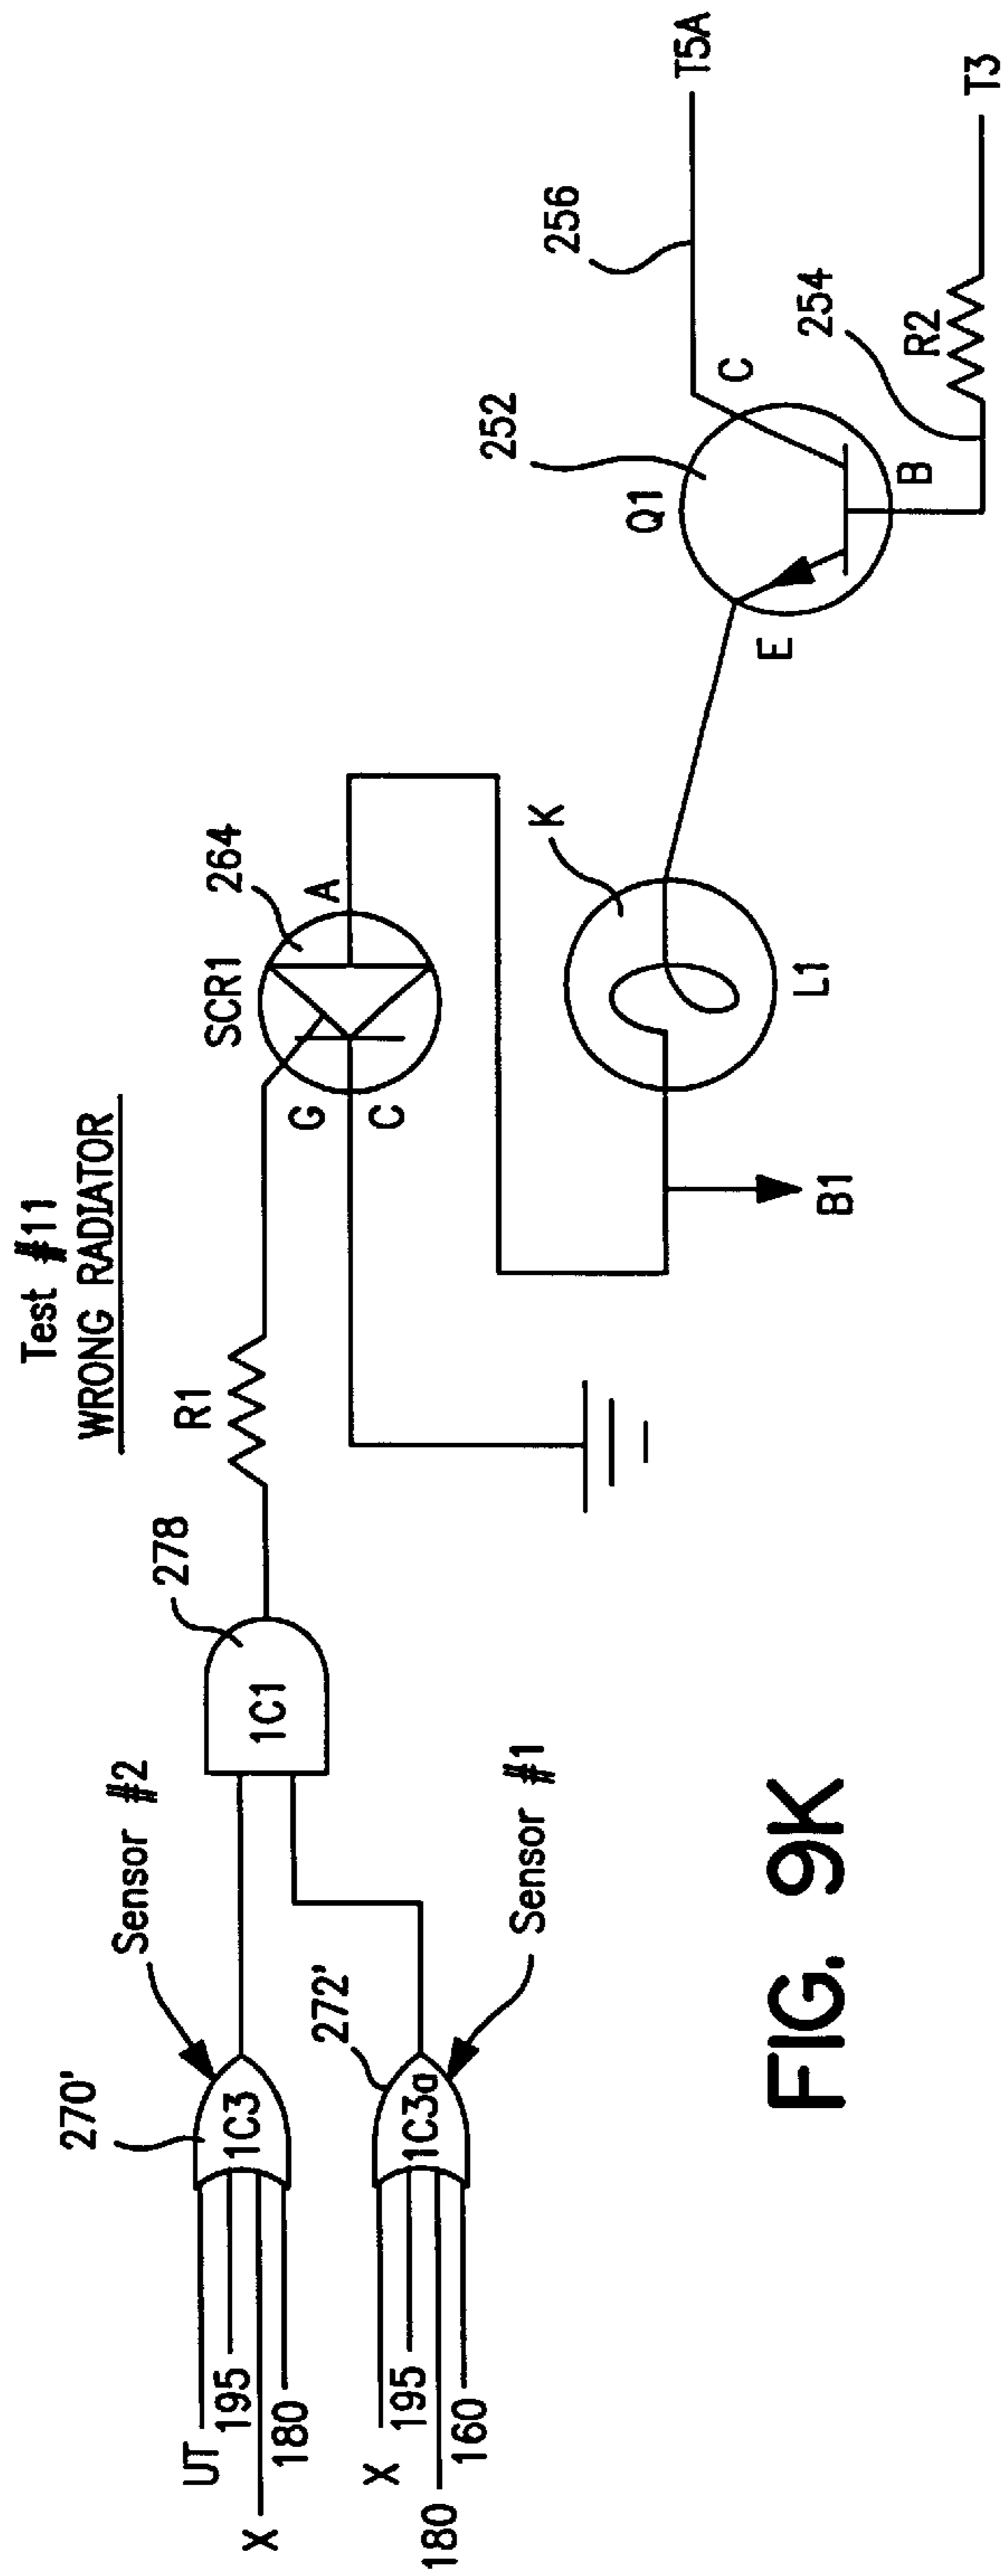 Test #11
WRONG RADIATOR
270'
Sensor #2
278
R1
SCR1
264
UT
195
X
180
1C3
1C1
G
C
A
272'
X
195
180
160
1C3a
Sensor #1
K
L1
B1
Q1
252
256
T5A
C
E
B
254
R2
T3
FIG. 9K